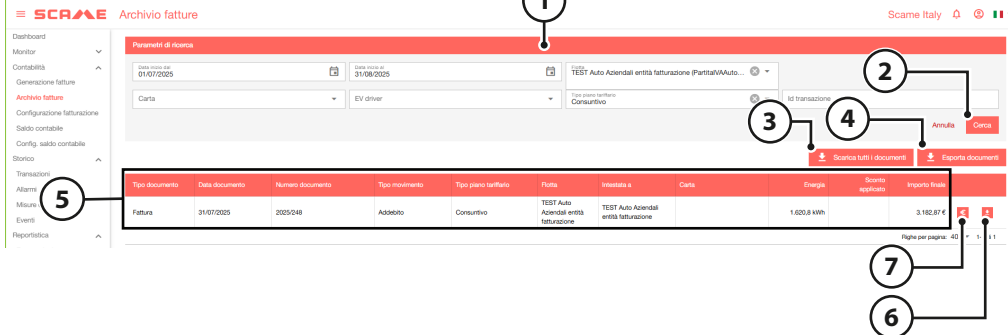 1
SCAME Archivio fatture Scame Italy
Dashboard
Monitor
Contabilità
Generazione fatture
Archivio fatture
Configurazione fatturazione
Saldo contabile
Config. saldo contabile
Storico
Transazioni
Allarmi
Misure
Eventi
Reportistica
Parametri di ricerca
Data inizio dal
01/07/2025
Data inizio al
31/08/2025
Flotta
TEST Auto Aziendali entità fatturazione (PartitaIVAAuto...
2
Carta
EV driver
Tipo piano tariffario
Consuntivo
Id transazione
3
4
Annulla Cerca
Scarica tutti i documenti Esporta documenti
5
Tipo documento Data documento Numero documento Tipo movimento Tipo piano tariffario Flotta Intestata a Carta Energia Sconto applicato Importo finale
Fattura 31/07/2025 2025/248 Addebito Consuntivo TEST Auto Aziendali entità fatturazione TEST Auto Aziendali entità fatturazione 1.620,8 kWh 3.182,87 €
Righe per pagina: 40
7
6